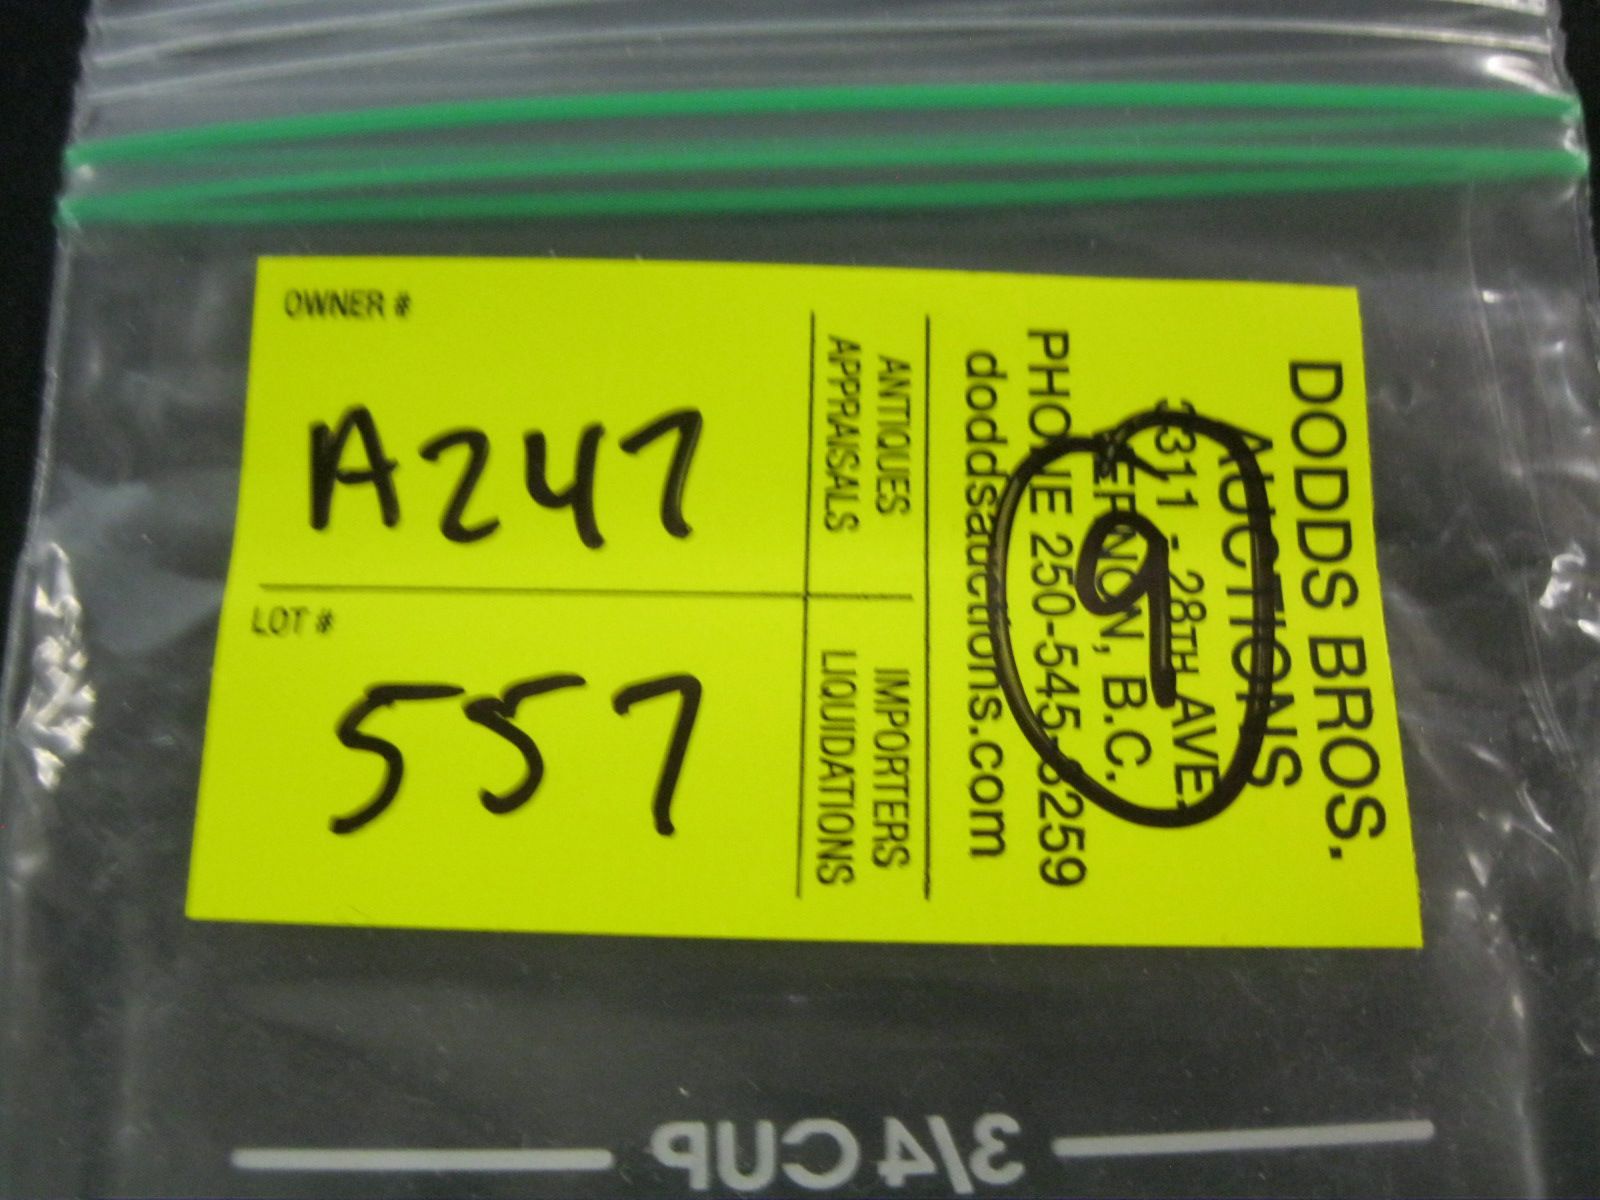 OWNER #
A247
LOT #
557
DODDS BROS.
AUCTIONS
3311 - 28TH AVE.
VERNON, B.C.
PHONE 250-545-3259
doddsauctions.com
9
ANTIQUES
APPRAISALS
IMPORTERS
LIQUIDATIONS
3/4 CUP